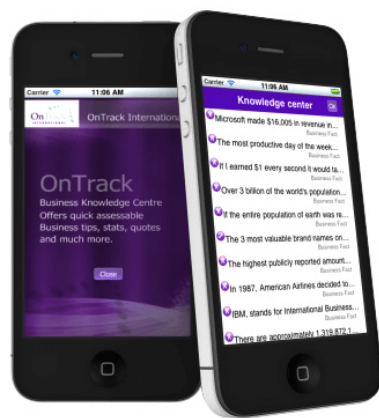 Carrier 11:06 AM
OnTrack
INTERNATIONAL
OnTrack Internationa
OnTrack
Business Knowledge Centre
Offers quick assessable
Business tips, stats, quotes
and much more.
Close
Carrier 11:06 AM
Knowledge center
Microsoft made $16,005 in revenue in...
Business Fact
The most productive day of the week...
Business Fact
If I earned $1 every second it would ta...
Business Fact
Over 3 billion of the world's population...
Business Fact
If the entire population of earth was re...
Business Fact
The 3 most valuable brand names on...
Business Fact
The highest publicly reported amount...
Business Fact
In 1987, American Airlines decided to...
Business Fact
IBM, stands for International Business...
Business Fact
There are approximately 1,319,872,1...